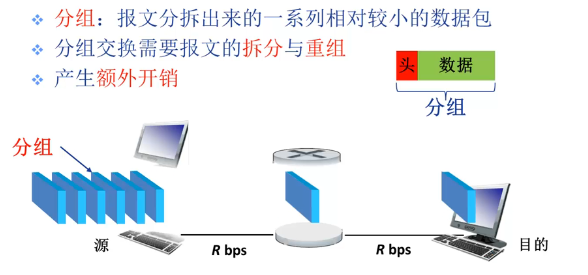 分组：报文分拆出来的一系列相对较小的数据包
分组交换需要报文的拆分与重组
产生额外开销
头 数据
分组
分组
源
R bps
R bps
目的